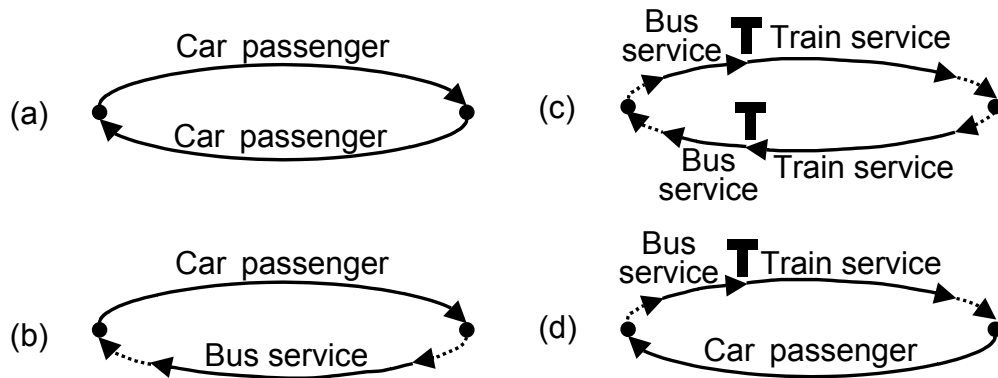 (a)
Car passenger
Car passenger
(b)
Car passenger
Bus service
(c)
Bus
service
T
Train service
T
Bus
service
Train service
(d)
Bus
service
T
Train service
Car passenger